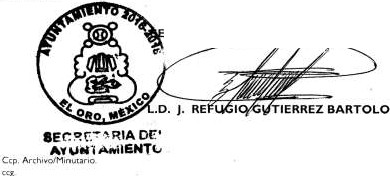 AYUNTAMIENTO 2016-2018
EL ORO, MÉXICO
L.D. J. REFUGIO GUTIERREZ BARTOLO
SECRETARIA DEL
AYUNTAMIENTO
Ccp. Archivo/Minutario.
ccg.